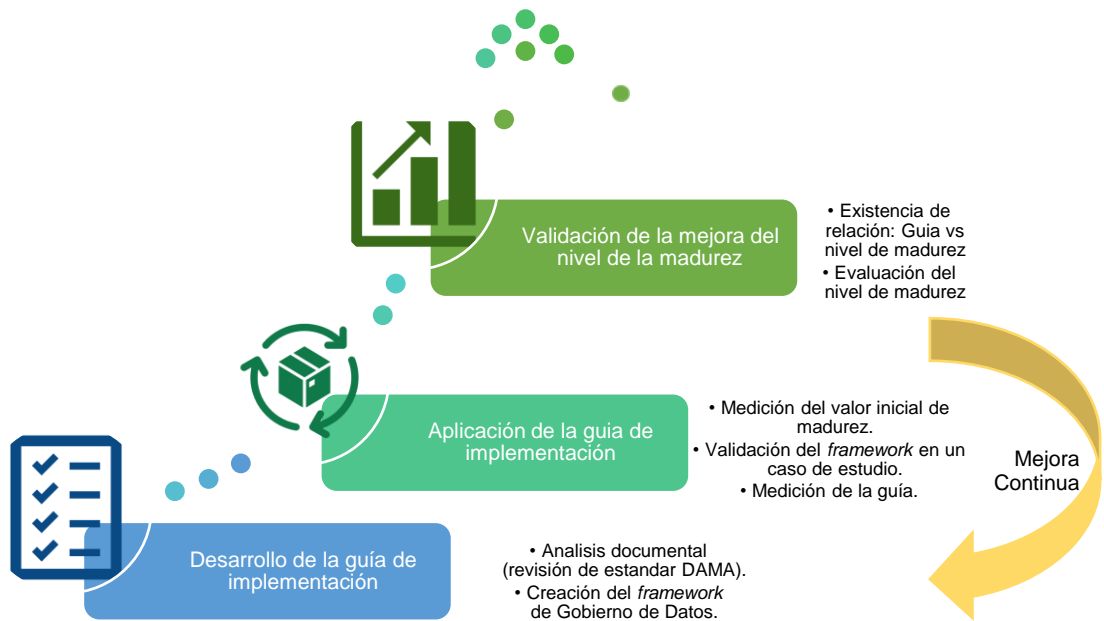 Validación de la mejora del
nivel de la madurez
• Existencia de
relación: Guia vs
nivel de madurez
• Evaluación del
nivel de madurez
Aplicación de la guia de
implementación
• Medición del valor inicial de
madurez.
• Validación del framework en un
caso de estudio.
• Medición de la guía.
Mejora
Continua
Desarrollo de la guía de
implementación
• Analisis documental
(revisión de estandar DAMA).
• Creación del framework
de Gobierno de Datos.